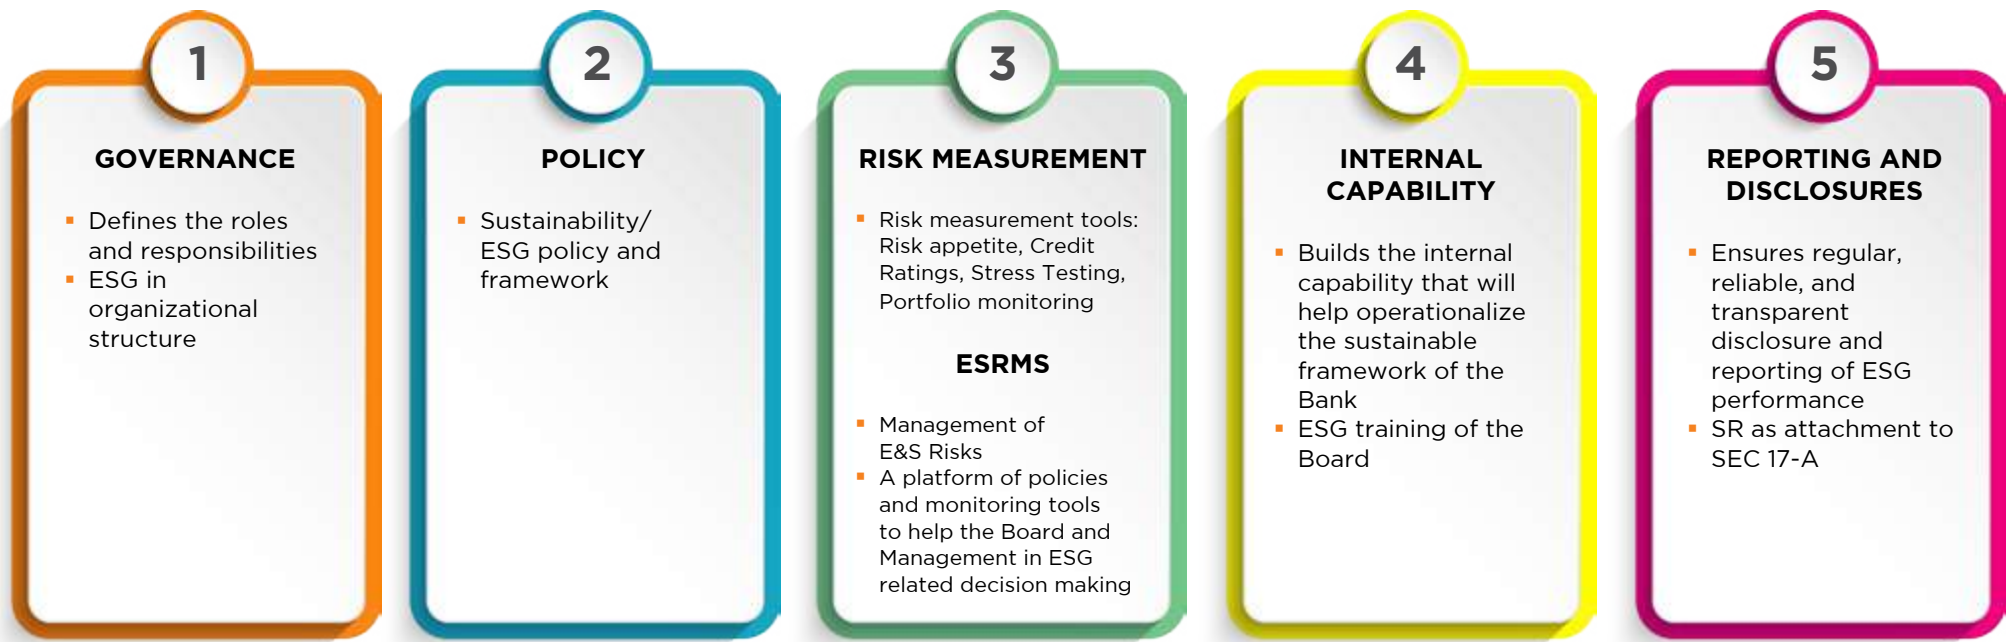 1
GOVERNANCE
▪ Defines the roles
and responsibilities
▪ ESG in
organizational
structure
2
POLICY
▪ Sustainability/
ESG policy and
framework
3
RISK MEASUREMENT
▪ Risk measurement tools:
Risk appetite, Credit
Ratings, Stress Testing,
Portfolio monitoring
ESRMS
▪ Management of
E&S Risks
▪ A platform of policies
and monitoring tools
to help the Board and
Management in ESG
related decision making
4
INTERNAL
CAPABILITY
▪ Builds the internal
capability that will
help operationalize
the sustainable
framework of the
Bank
▪ ESG training of the
Board
5
REPORTING AND
DISCLOSURES
▪ Ensures regular,
reliable, and
transparent
disclosure and
reporting of ESG
performance
▪ SR as attachment to
SEC 17-A